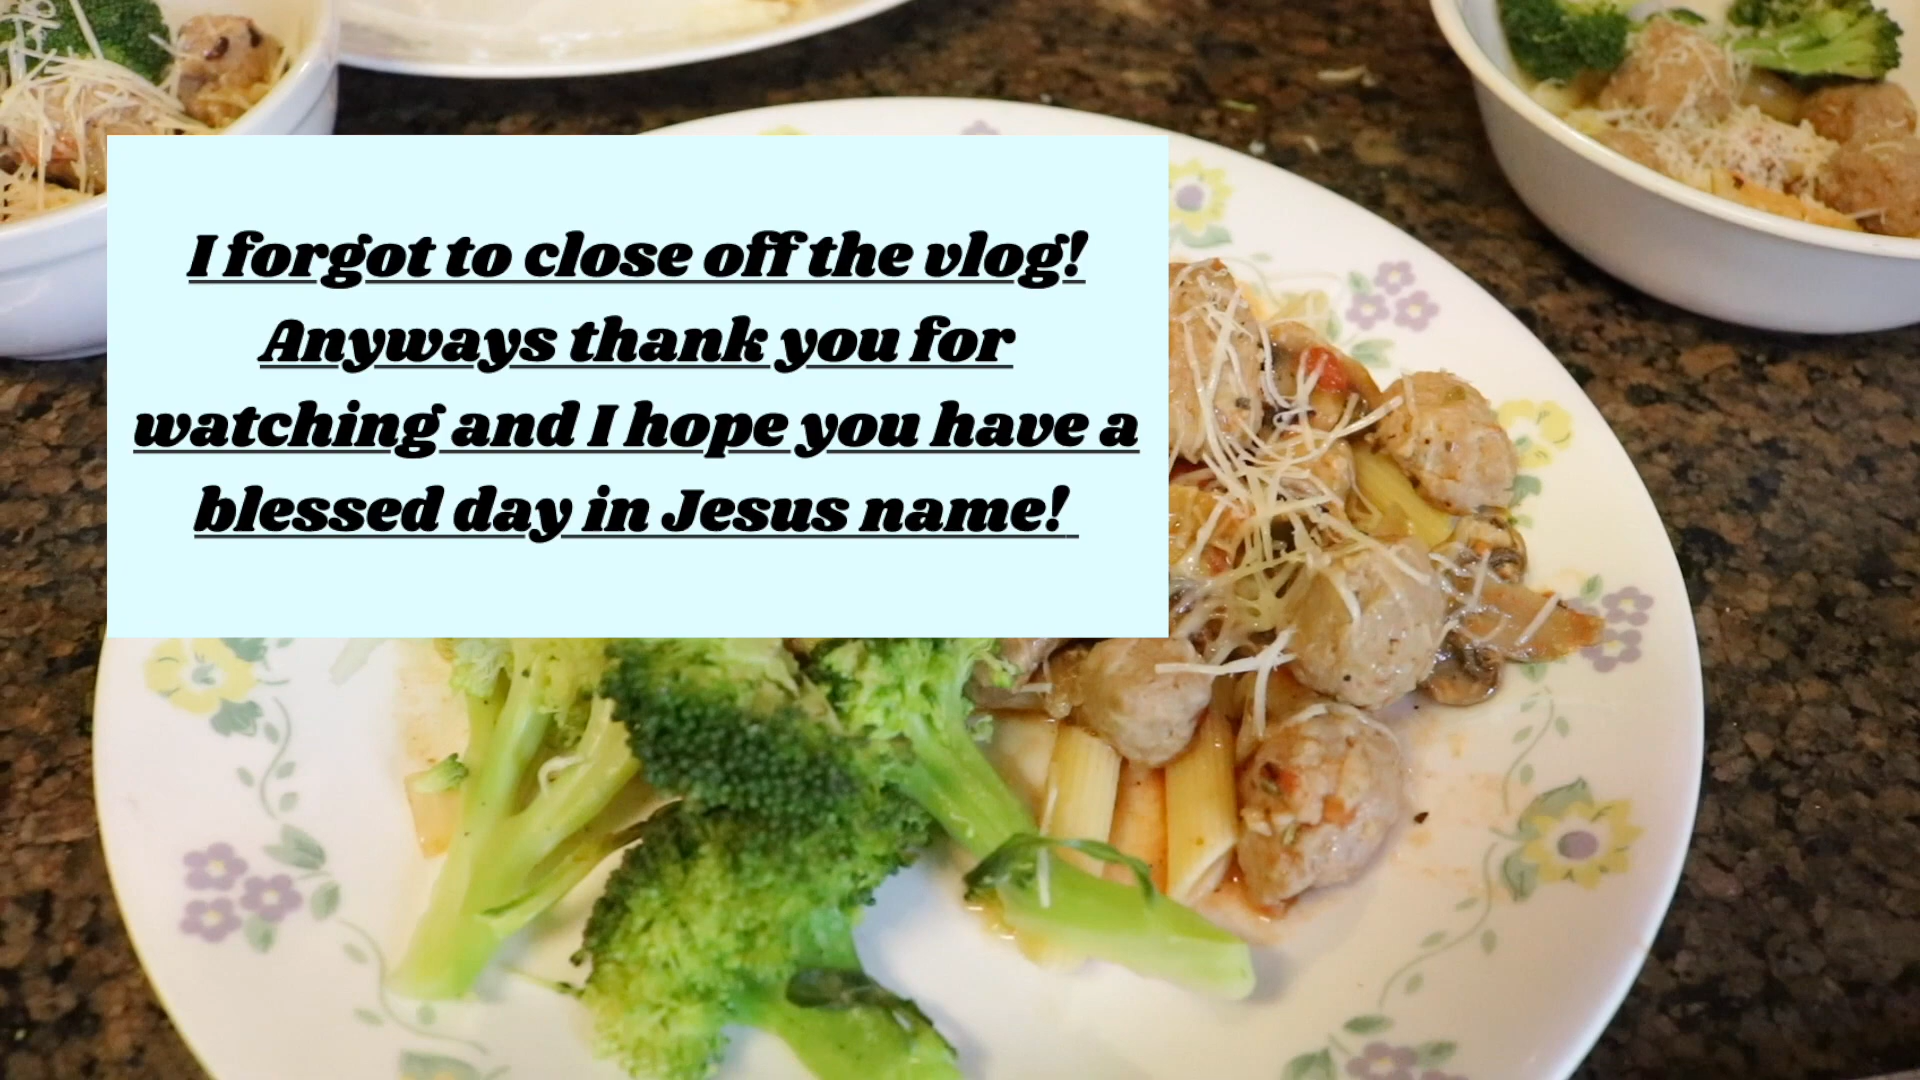 I forgot to close off the vlog!
Anyways thank you for
watching and I hope you have a
blessed day in Jesus name!